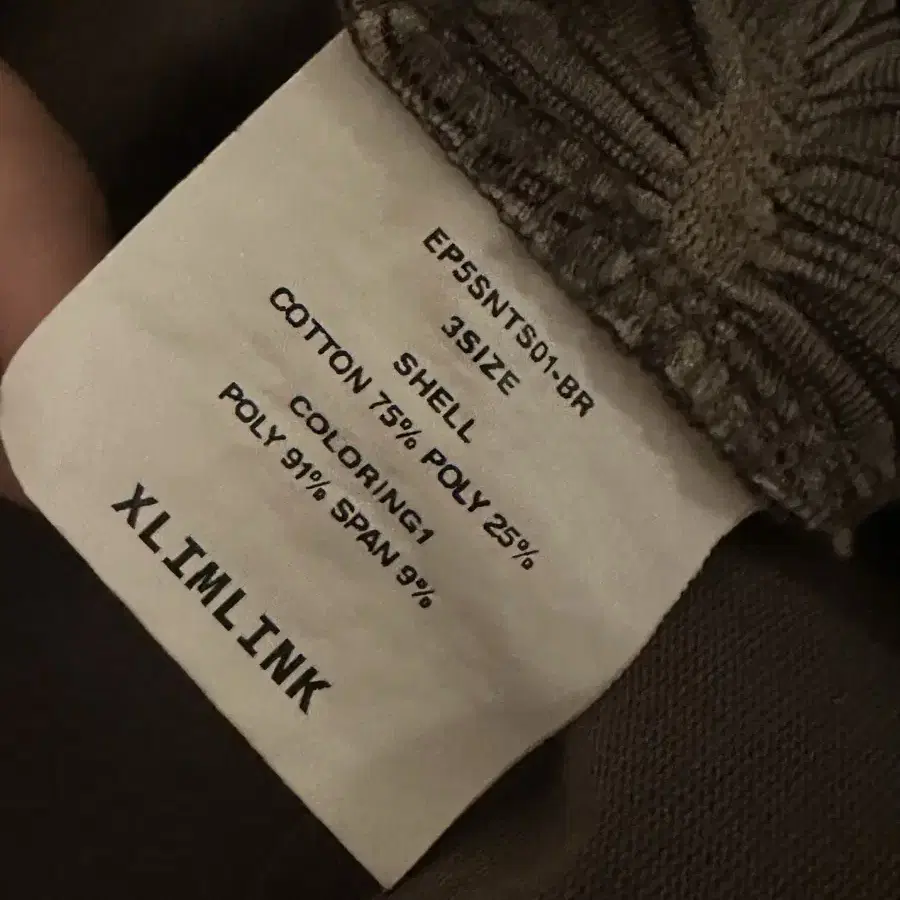 EP5SNTS01-BR
3SIZE
SHELL
COTTON 75% POLY 25%
COLORING1
POLY 91% SPAN 9%
XLIMLINK